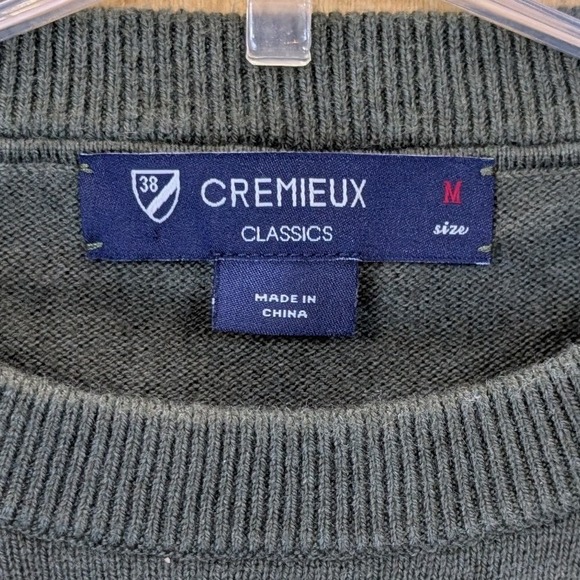 38
CREMIEUX
CLASSICS
M
size
MADE IN
CHINA